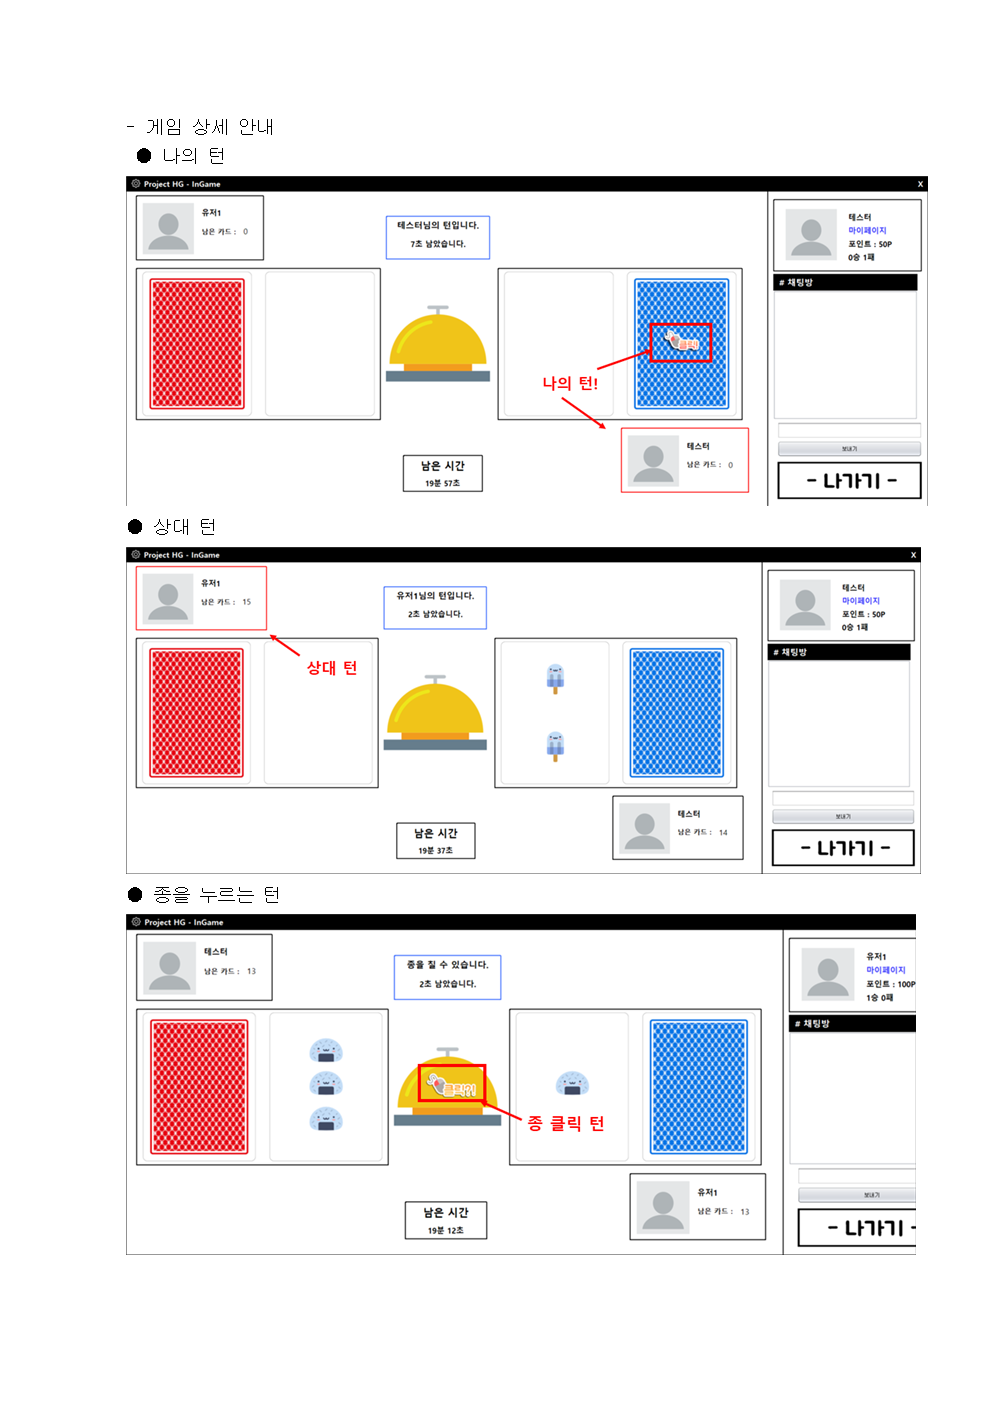 - 게임 상세 안내
● 나의 턴
Project HG - InGame X
유저1
남은 카드 : 0
테스터님의 턴입니다.
7초 남았습니다.
테스터
마이페이지
포인트 : 50P
0승 1패
# 채팅방
클릭!
나의 턴!
테스터
남은 카드 : 0
남은 시간
19분 57초
보내기
- 나가기 -
● 상대 턴
Project HG - InGame X
유저1
남은 카드 : 15
유저1님의 턴입니다.
2초 남았습니다.
테스터
마이페이지
포인트 : 50P
0승 1패
# 채팅방
상대 턴
테스터
남은 카드 : 14
남은 시간
19분 37초
보내기
- 나가기 -
● 종을 누르는 턴
Project HG - InGame
테스터
남은 카드 : 13
종을 칠 수 있습니다.
2초 남았습니다.
유저1
마이페이지
포인트 : 100P
1승 0패
# 채팅방
클릭?!
종 클릭 턴
유저1
남은 카드 : 13
남은 시간
19분 12초
보내기
- 나가기 -